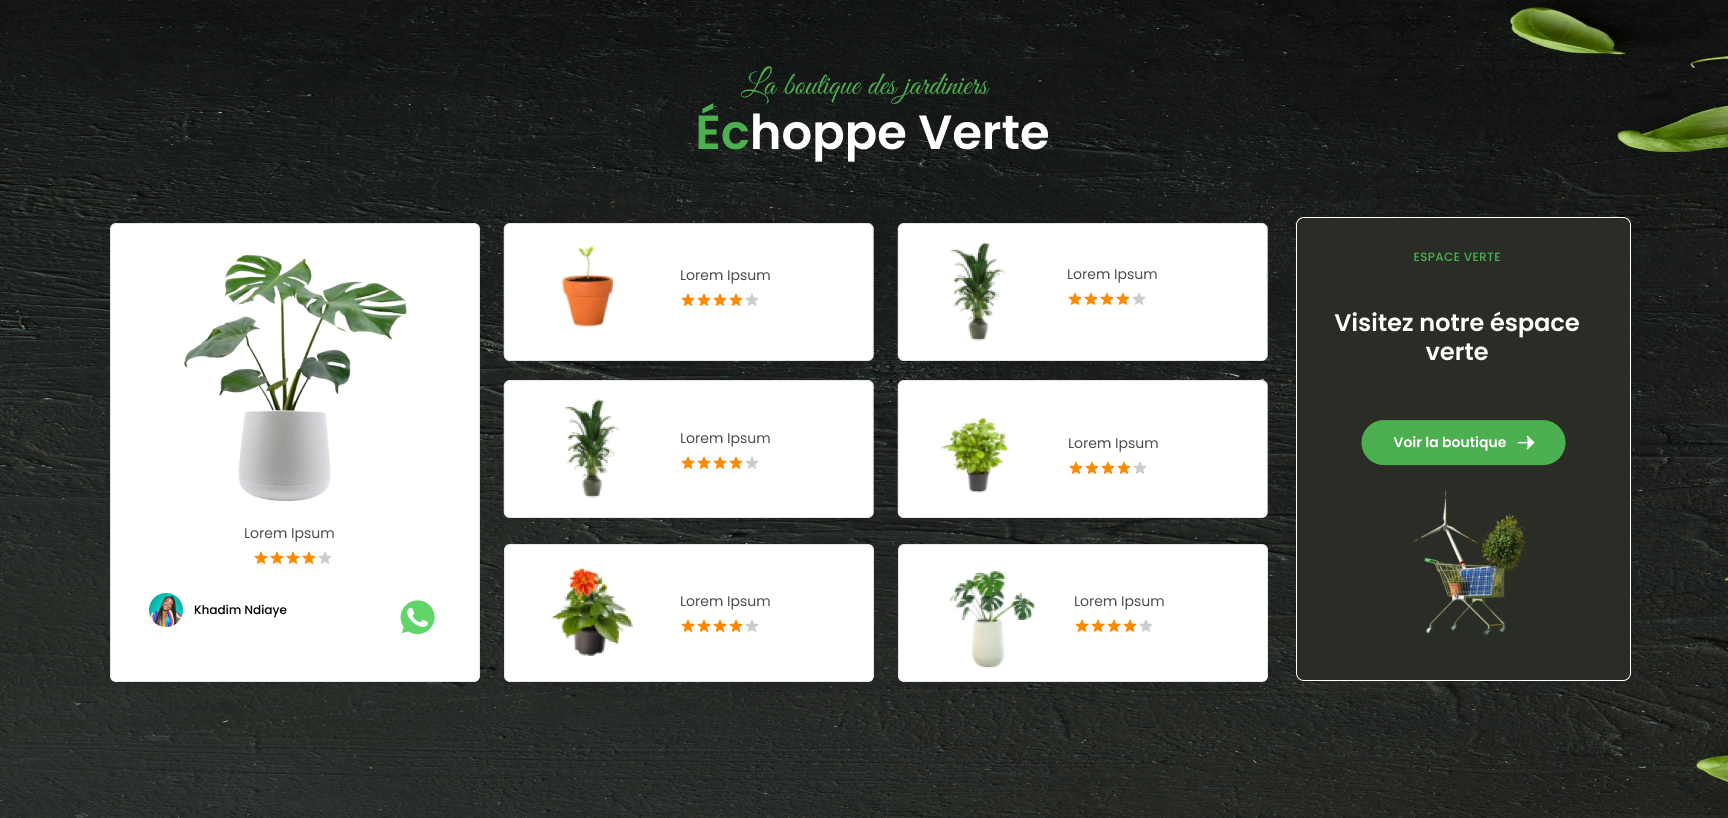 La boutique des jardiniers
Échoppe Verte
Lorem Ipsum
Khadim Ndiaye
Lorem Ipsum
Lorem Ipsum
Lorem Ipsum
Lorem Ipsum
Lorem Ipsum
Lorem Ipsum
ESPACE VERTE
Visitez notre éspace
verte
Voir la boutique